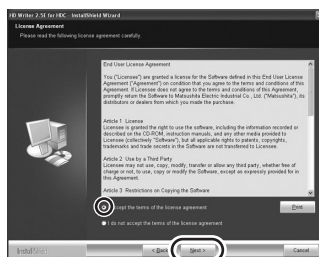 HD Writer 2.5E for HDC - InstallShield Wizard
License Agreement
Please read the following license agreement carefully.
End User License Agreement
You ("Licensees") are granted a license for the Software defined in this End User License
Agreement ("Agreement") on condition that you agree to the terms and conditions of this
Agreement. If Licensees does not agree to the terms and conditions of this Agreement,
promptly return the Software to Matsushita Electric Industrial Co., Ltd. ("Matsushita"), its
distributors or dealers from which you made the purchase.
Article 1 License
Licensee is granted the right to use the software, including the information recorded or
described on the CD-ROM, instruction manuals, and any other media provided to
Licensee (collectively "Software"), but all applicable rights to patents, copyrights,
trademarks and trade secrets in the Software are not transferred to Licensee.
Article 2 Use by a Third Party
Licensee may not use, copy, modify, transfer or allow any third party, whether free of
charge or not, to use, copy or modify the Software, except as expressly provided for in
this Agreement.
Article 3 Restrictions on Copying the Software
I accept the terms of the license agreement
Print
I do not accept the terms of the license agreement
InstallShield
< Back
Next >
Cancel